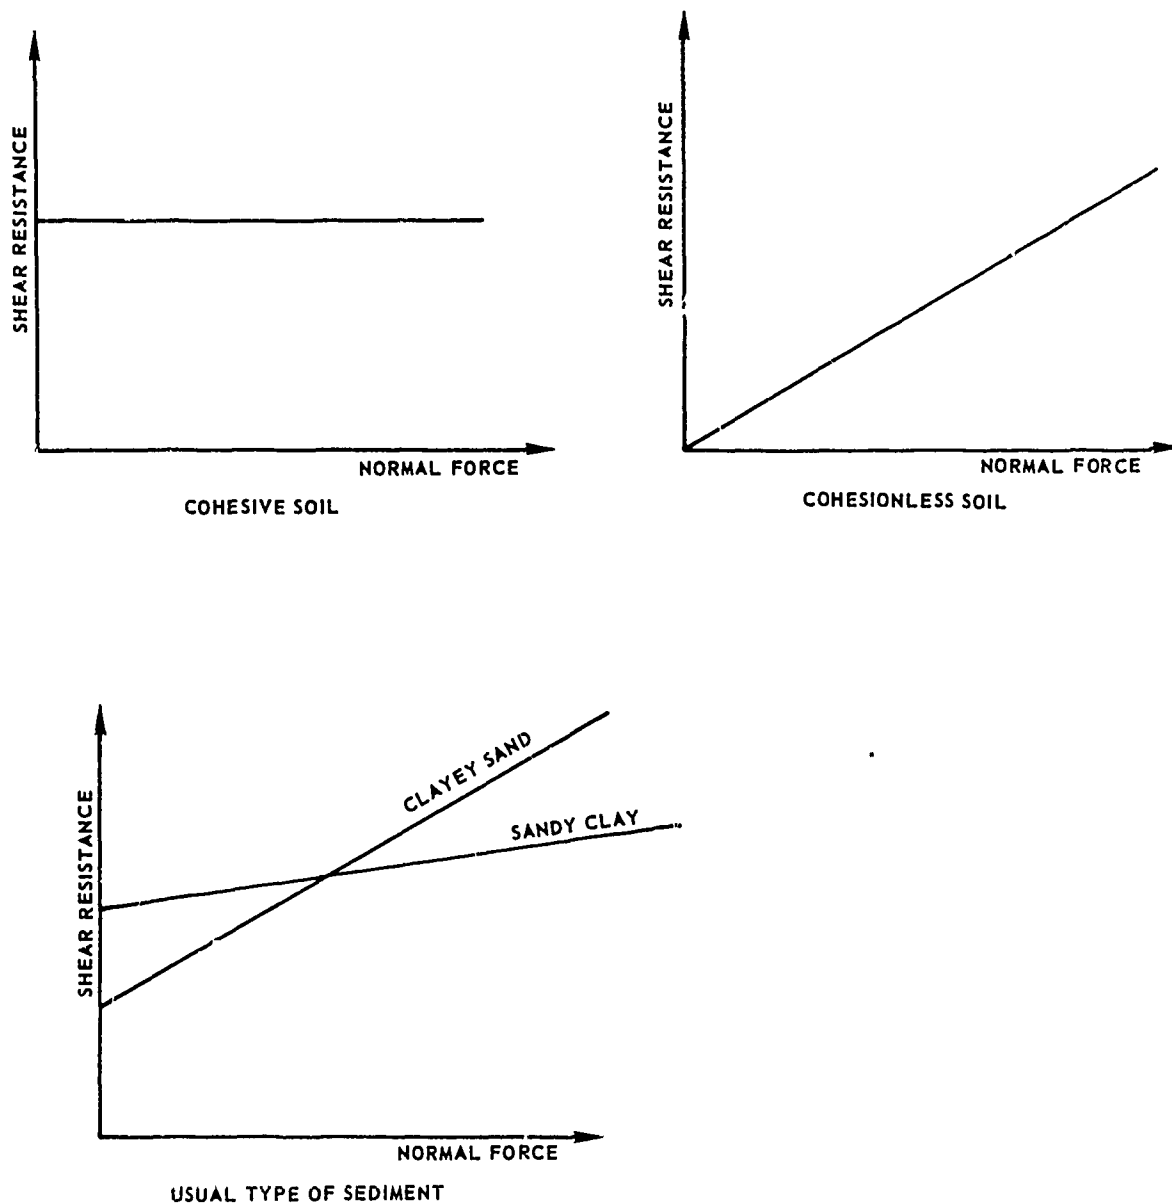 SHEAR RESISTANCE
NORMAL FORCE
COHESIVE SOIL
SHEAR RESISTANCE
NORMAL FORCE
COHESIONLESS SOIL
SHEAR RESISTANCE
CLAYEY SAND
SANDY CLAY
NORMAL FORCE
USUAL TYPE OF SEDIMENT